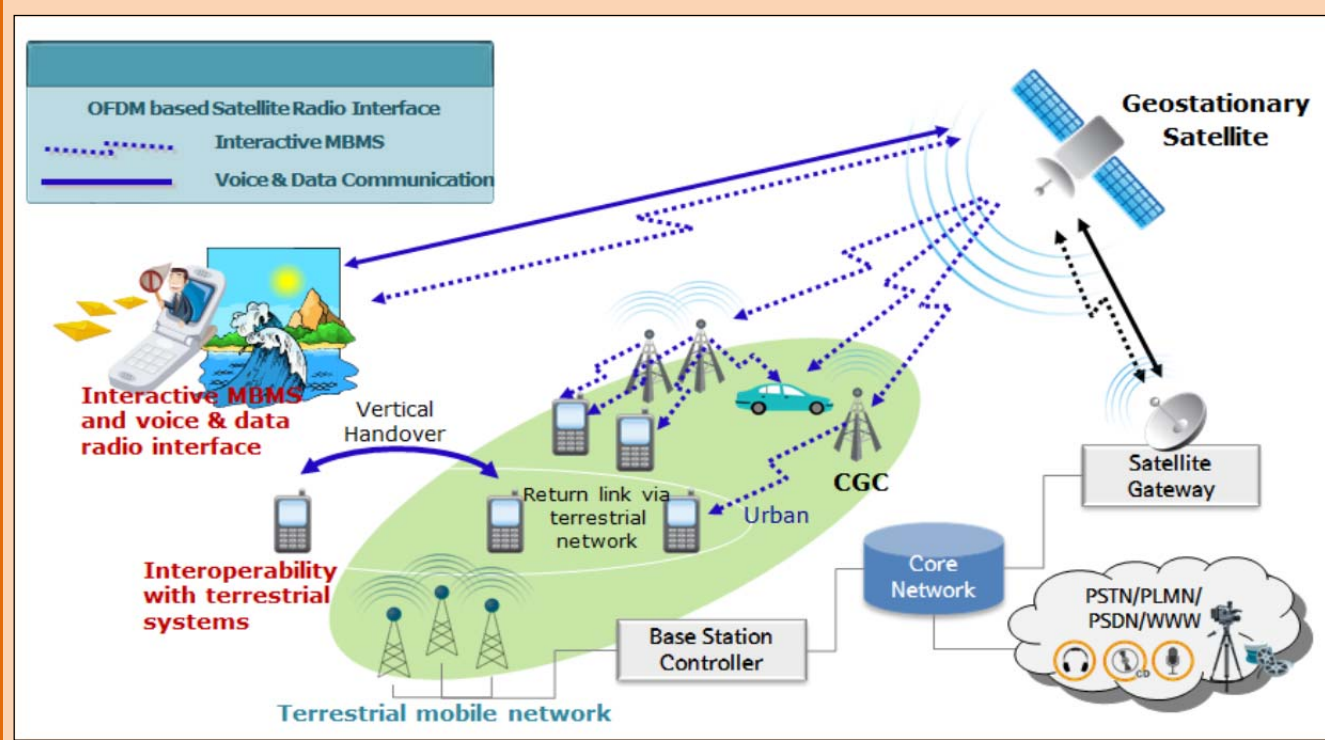 OFDM based Satellite Radio Interface
Interactive MBMS
Voice & Data Communication
Geostationary
Satellite
Interactive MBMS
and voice & data
radio interface
Vertical
Handover
Return link via
terrestrial
network
Urban
CGC
Satellite
Gateway
Interoperability
with terrestrial
systems
Core
Network
PSTN/PLMN/
PSDN/WWW
CD
Base Station
Controller
Terrestrial mobile network